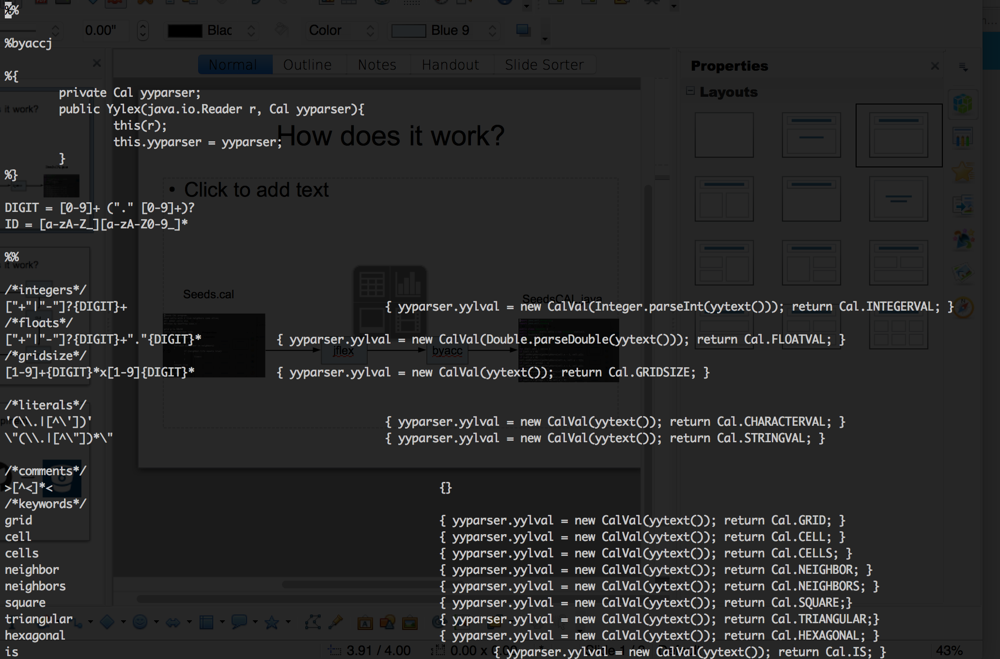 %%
0.00"
Blac
Color
Blue 9
%byaccj
Normal
Outline
Notes
Handout
Slide Sorter
Properties
%{
private Cal yyparser;
Layouts
public Yylex(java.io.Reader r, Cal yyparser){
it work?
this(r);
How does it work?
this.yyparser = yyparser;
}
%}
• Click to add text
DIGIT = [0-9]+ ("." [0-9]+)?
ID = [a-zA-Z_][a-zA-Z0-9_]*
%%
it work?
/*integers*/
Seeds.cal
SeedsCAL.java
["+"|"-"]?{DIGIT}+ { yyparser.yylval = new CalVal(Integer.parseInt(yytext())); return Cal.INTEGERVAL; }
/*floats*/
["+"|"-"]?{DIGIT}+"."{DIGIT}* { yyparser.yylval = new CalVal(Double.parseDouble(yytext())); return Cal.FLOATVAL; }
jflex
byacc
/*gridsize*/
[1-9]+{DIGIT}*x[1-9]{DIGIT}* { yyparser.yylval = new CalVal(yytext()); return Cal.GRIDSIZE; }
/*literals*/
'(\\.|[^\'])' { yyparser.yylval = new CalVal(yytext()); return Cal.CHARACTERVAL; }
\"(\\.|[^\"])*\" { yyparser.yylval = new CalVal(yytext()); return Cal.STRINGVAL; }
/*comments*/
>[^<]*< {}
/*keywords*/
grid { yyparser.yylval = new CalVal(yytext()); return Cal.GRID; }
cell { yyparser.yylval = new CalVal(yytext()); return Cal.CELL; }
cells { yyparser.yylval = new CalVal(yytext()); return Cal.CELLS; }
neighbor { yyparser.yylval = new CalVal(yytext()); return Cal.NEIGHBOR; }
neighbors { yyparser.yylval = new CalVal(yytext()); return Cal.NEIGHBORS; }
square { yyparser.yylval = new CalVal(yytext()); return Cal.SQUARE;}
triangular { yyparser.yylval = new CalVal(yytext()); return Cal.TRIANGULAR;}
hexagonal { yyparser.yylval = new CalVal(yytext()); return Cal.HEXAGONAL; }
is { yyparser.yylval = new CalVal(yytext()); return Cal.IS; }
3.91 / 4.00
0.00 x 0.00
43%